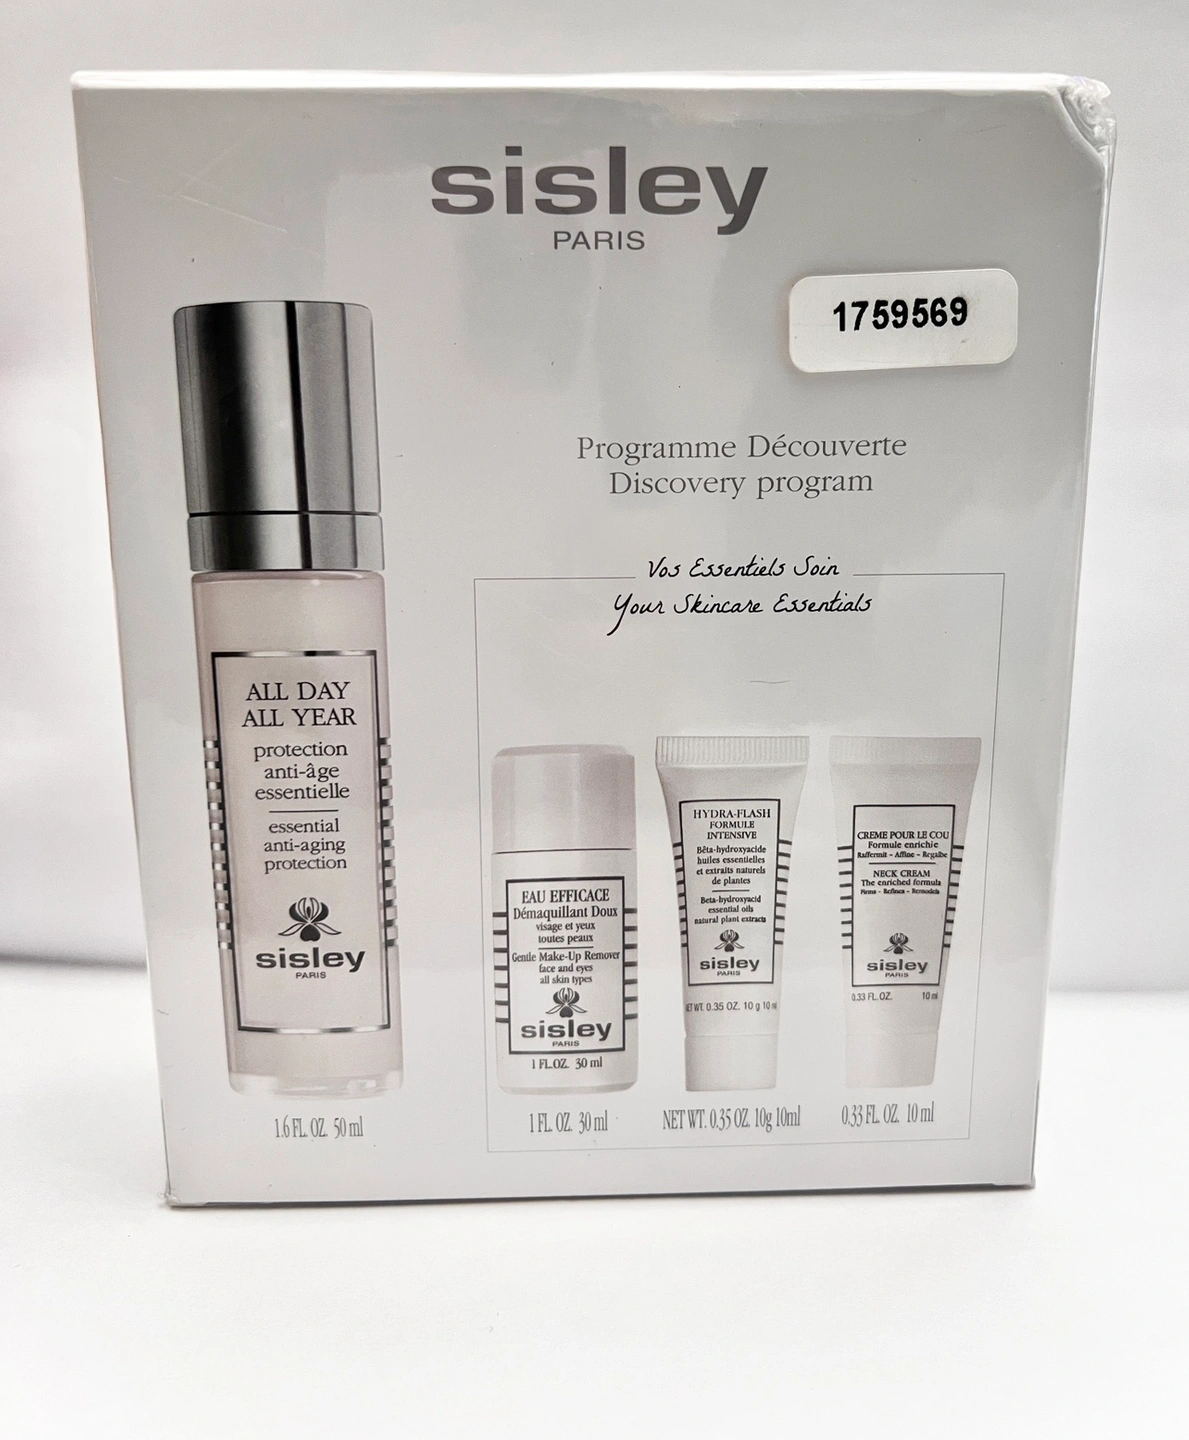 sisley
PARIS
1759569
Programme Découverte
Discovery program
Vos Essentiels Soin
Your Skincare Essentials
ALL DAY
ALL YEAR
protection
anti-âge
essentielle
essential
anti-aging
protection
sisley
PARIS
1.6 FL. OZ. 50 ml
EAU EFFICACE
Démaquillant Doux
visage et yeux
toutes peaux
Gentle Make-Up Remover
face and eyes
all skin types
sisley
PARIS
1 FL.OZ. 30 ml
1 FL. OZ. 30 ml
HYDRA-FLASH
FORMULE
INTENSIVE
Bêta-hydroxyacide
huiles essentielles
et extraits naturels
de plantes
Beta-hydroxyacid
essential oils
natural plant extracts
sisley
PARIS
NET WT. 0.35 OZ. 10 g 10 ml
NET WT. 0.35 OZ. 10g 10ml
CREME POUR LE COU
Formule enrichie
Raffermit - Affine - Regalbe
NECK CREAM
The enriched formula
Firms - Refines - Remodels
sisley
PARIS
0.33 FL. OZ. 10 ml
0.33 FL. OZ. 10 ml